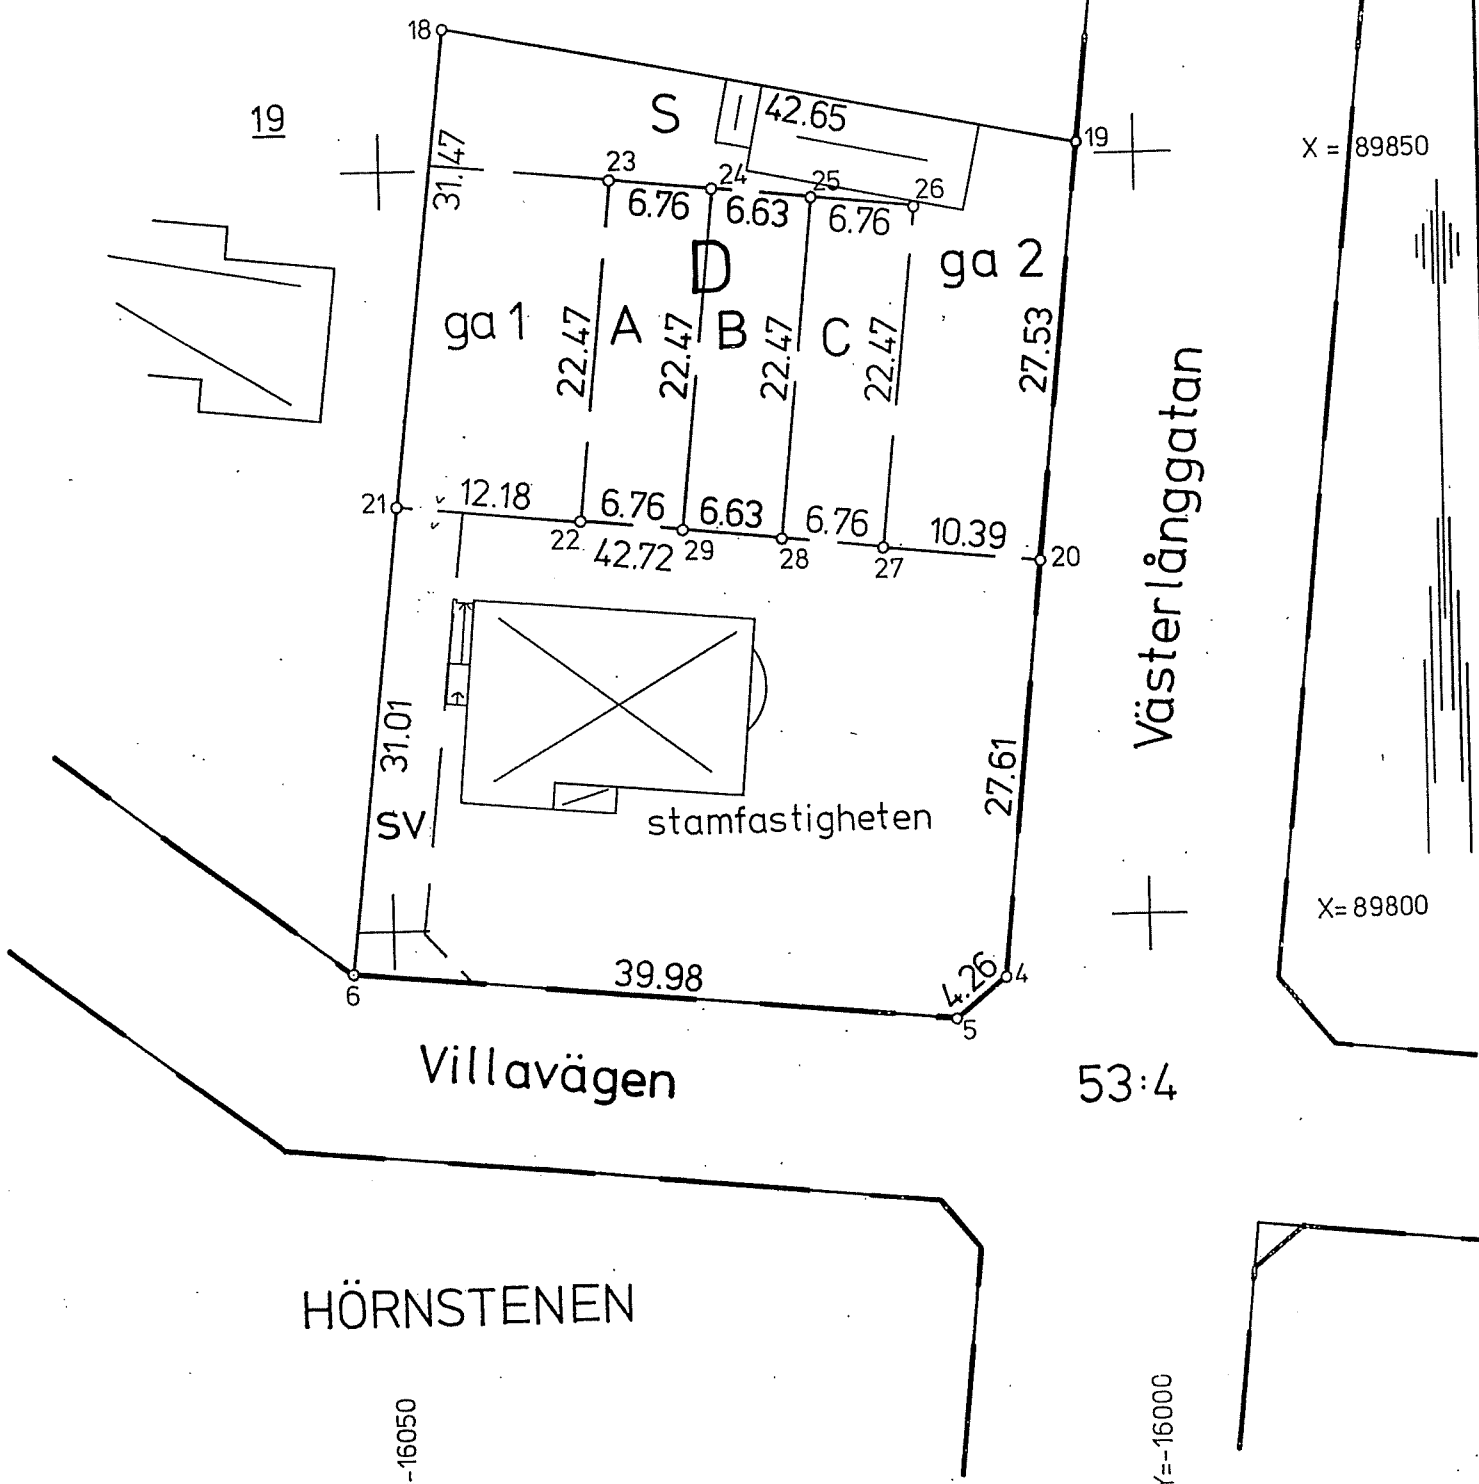 18
19
S
42.65
19
X = 89850
31.47
23
24
25
26
6.76
6.63
6.76
D
ga 2
ga 1
A
B
C
22.47
22.47
22.47
22.47
27.53
Västerlånggatan
21
12.18
6.76
6.63
6.76
10.39
22
42.72
29
28
27
20
31.01
27.61
SV
stamfastigheten
X= 89800
39.98
4.26
4
6
5
Villavägen
53:4
HÖRNSTENEN
-16050
Y=-16000